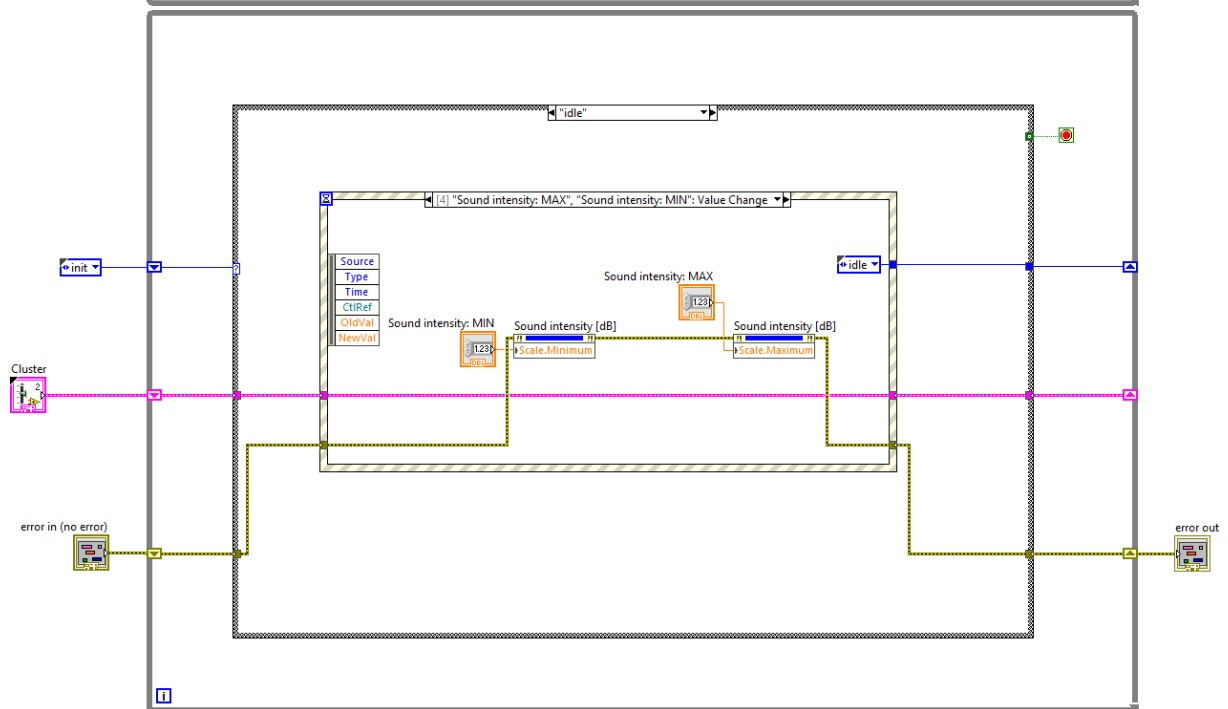 "idle"
[4] "Sound intensity: MAX", "Sound intensity: MIN": Value Change
init
?
Source
Type
Time
CtlRef
OldVal
NewVal
idle
Sound intensity: MAX
1.23
DBL
Sound intensity: MIN
1.23
DBL
Sound intensity [dB]
Scale.Minimum
Sound intensity [dB]
Scale.Maximum
Cluster
2
error in (no error)
error out
i